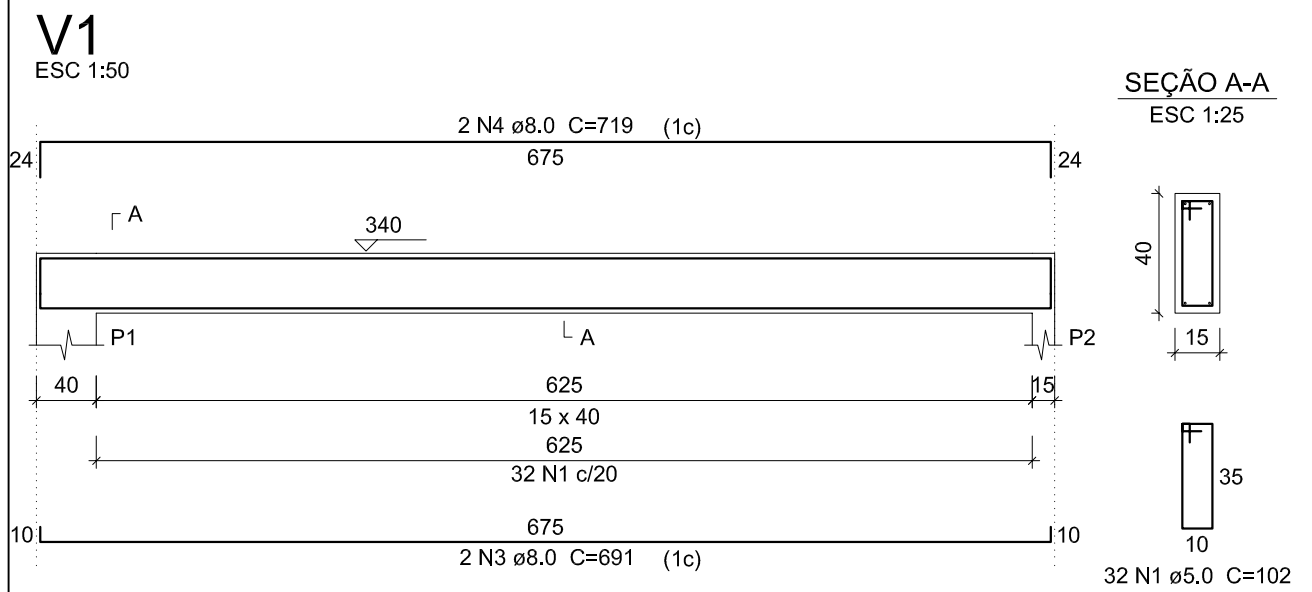 V1
ESC 1:50
SEÇÃO A-A
ESC 1:25
2 N4 ø8.0 C=719 (1c)
24
675
24
A
340
40
A
P1
P2
15
40
625
15
15 x 40
625
32 N1 c/20
35
10
675
10
10
2 N3 ø8.0 C=691 (1c)
32 N1 ø5.0 C=102